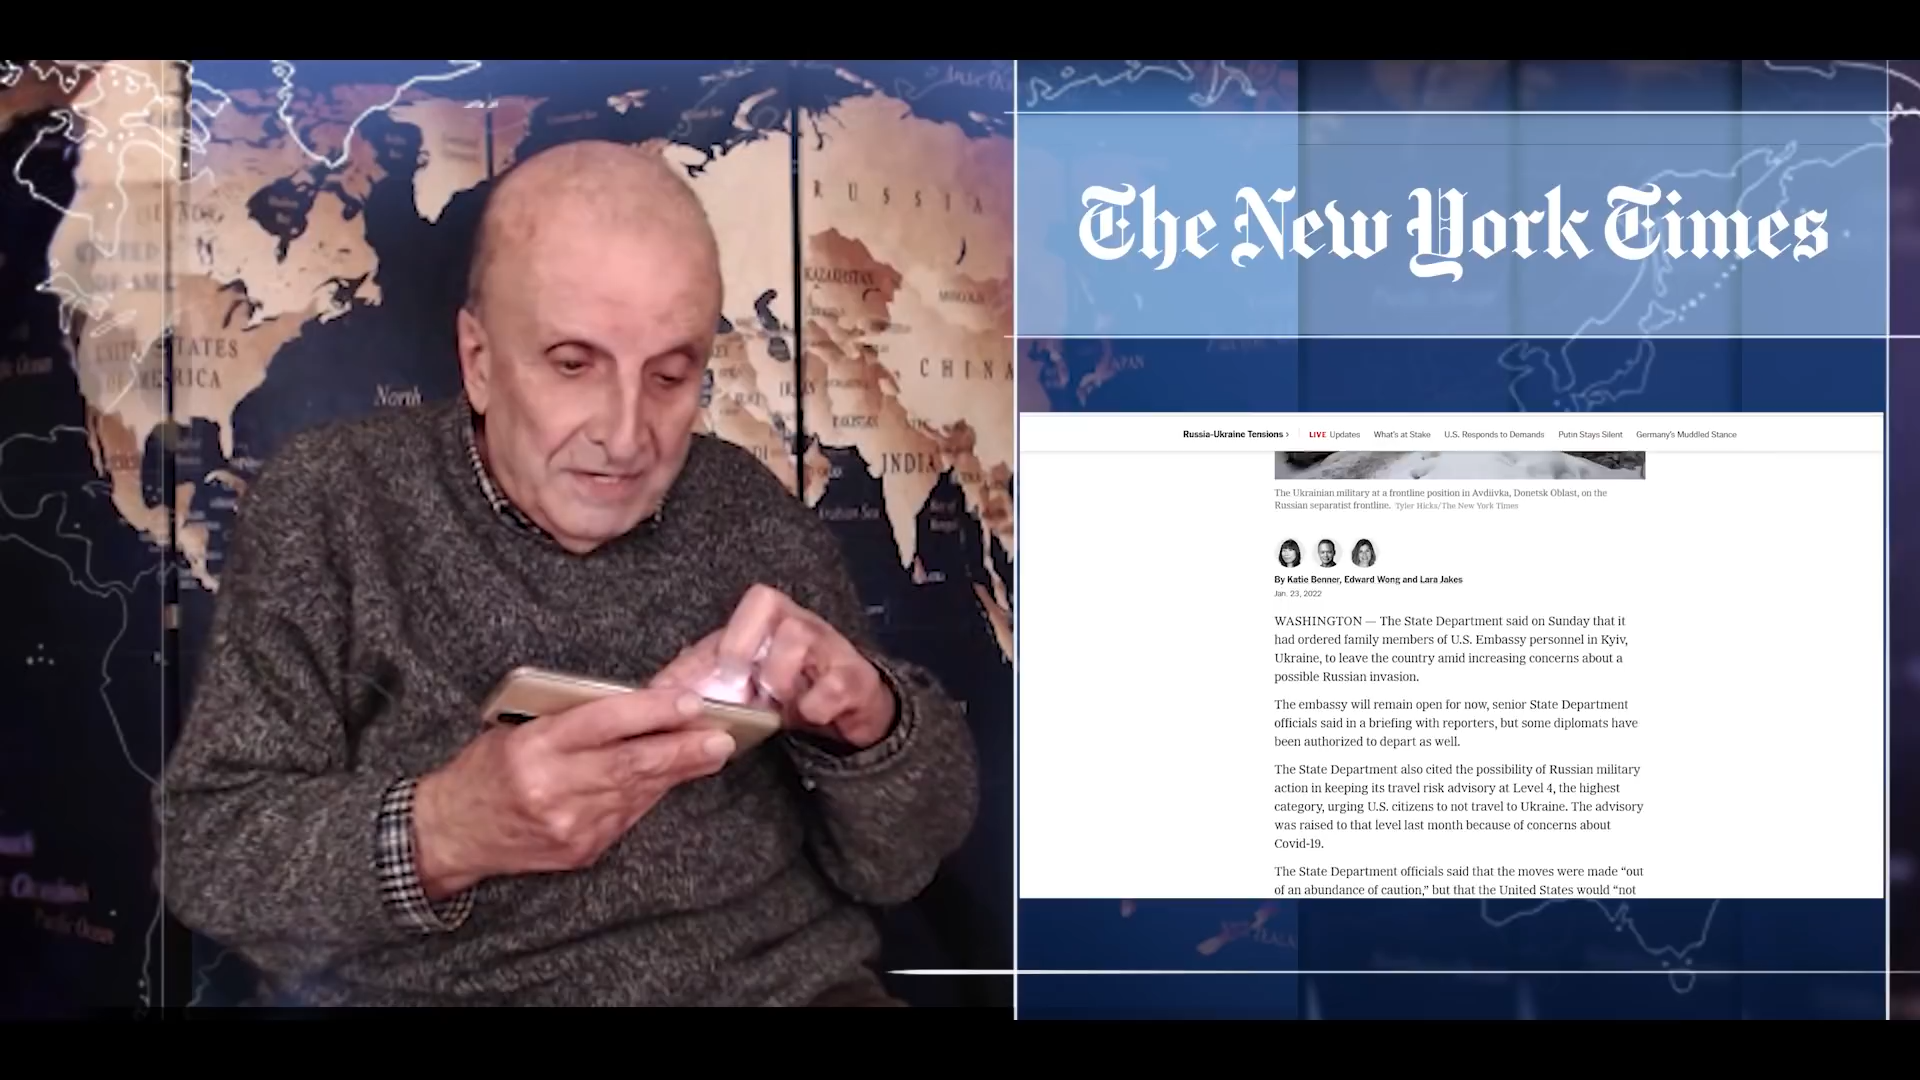 RUSSIA
KAZAKHSTAN
CHINA
UNITED STATES
OF AMERICA
North
INDIA
JAPAN
Pacific Ocean
The New York Times
Russia-Ukraine Tensions › LIVE Updates What's at Stake U.S. Responds to Demands Putin Stays Silent Germany's Muddled Stance
The Ukrainian military at a frontline position in Avdiivka, Donetsk Oblast, on the
Russian separatist frontline. Tyler Hicks/The New York Times
By Katie Benner, Edward Wong and Lara Jakes
Jan. 23, 2022
WASHINGTON — The State Department said on Sunday that it
had ordered family members of U.S. Embassy personnel in Kyiv,
Ukraine, to leave the country amid increasing concerns about a
possible Russian invasion.
The embassy will remain open for now, senior State Department
officials said in a briefing with reporters, but some diplomats have
been authorized to depart as well.
The State Department also cited the possibility of Russian military
action in keeping its travel risk advisory at Level 4, the highest
category, urging U.S. citizens to not travel to Ukraine. The advisory
was raised to that level last month because of concerns about
Covid-19.
The State Department officials said that the moves were made “out
of an abundance of caution,” but that the United States would “not